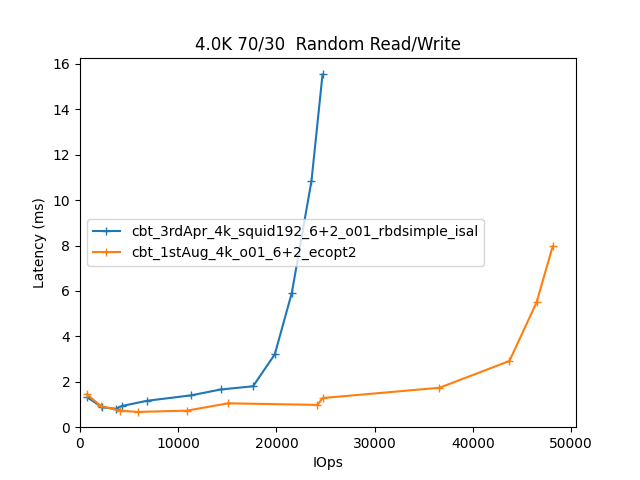 4.0K 70/30  Random Read/Write
16
14
12
10
8
6
4
2
0
Latency (ms)
cbt_3rdApr_4k_squid192_6+2_o01_rbdsimple_isal
cbt_1stAug_4k_o01_6+2_ecopt2
0 10000 20000 30000 40000 50000
IOps